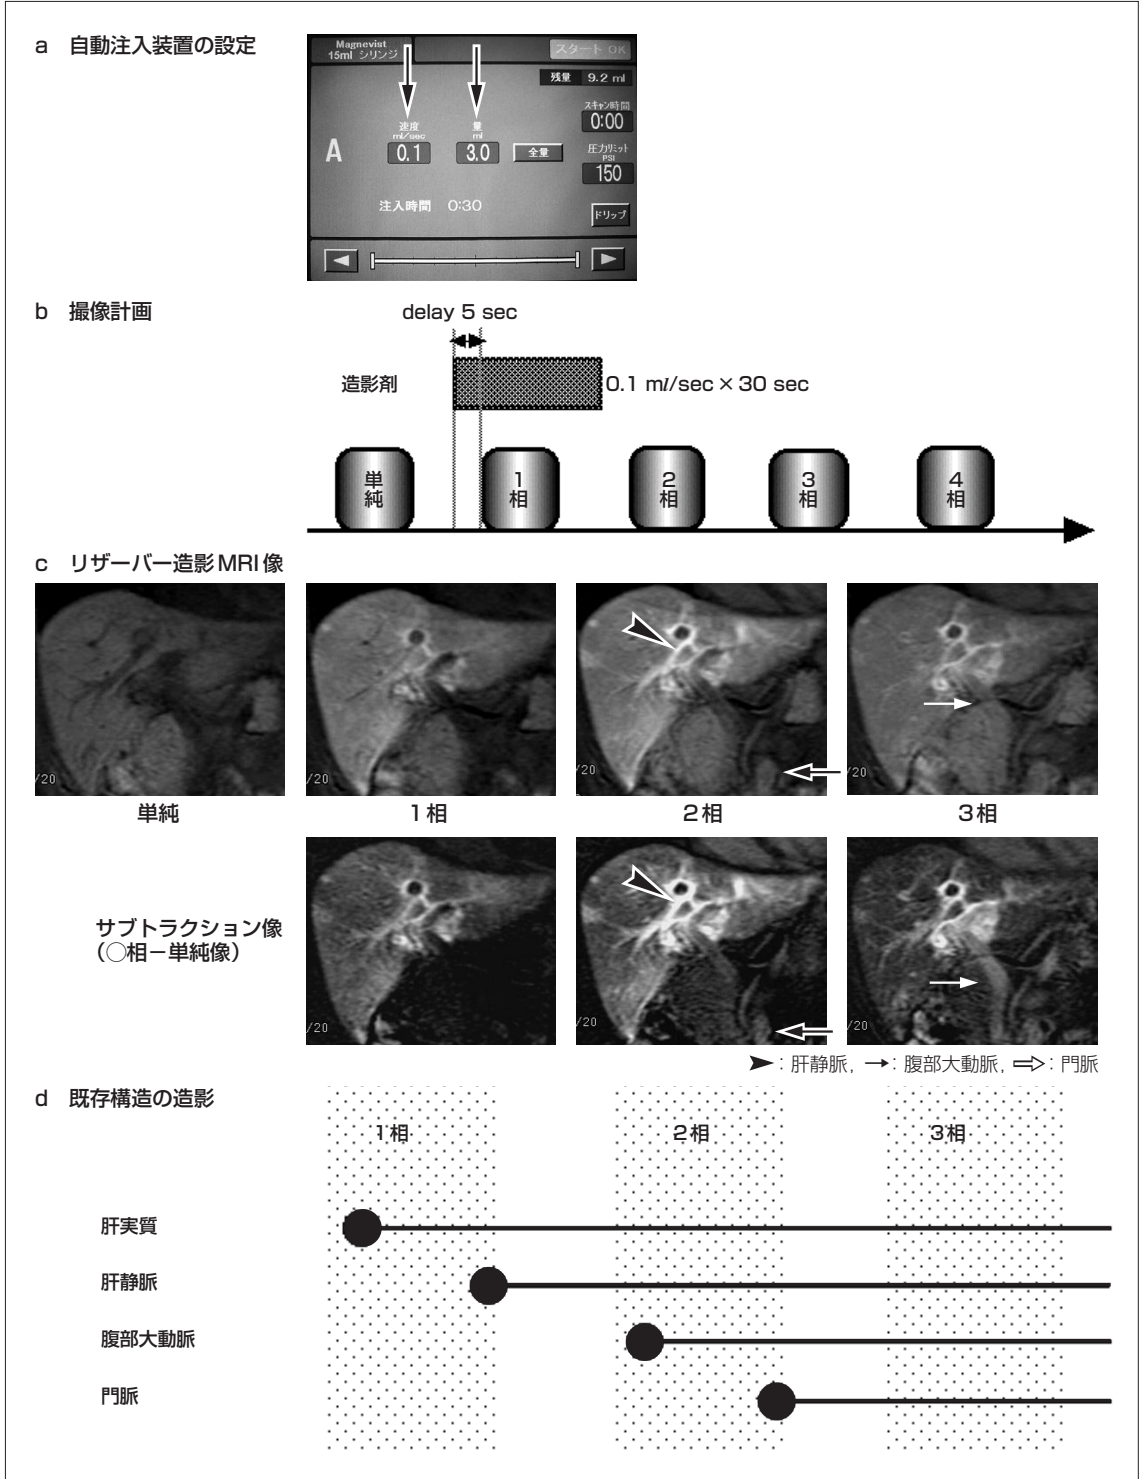 a 自動注入装置の設定
Magnevist
15ml シリンジ
スタート OK
残量 9.2 ml
スキャン時間
0:00
速度
ml/sec
量
ml
A
0.1
3.0
全量
圧力リミット
PSI
150
注入時間 0:30
ドリップ
b 撮像計画
delay 5 sec
造影剤
0.1 ml/sec × 30 sec
単純
1相
2相
3相
4相
c リザーバー造影MRI像
/20
/20
/20
/20
単純
1相
2相
3相
サブトラクション像
(○相−単純像)
/20
/20
/20
➤：肝静脈, →：腹部大動脈, ⇨：門脈
d 既存構造の造影
1相
2相
3相
肝実質
肝静脈
腹部大動脈
門脈